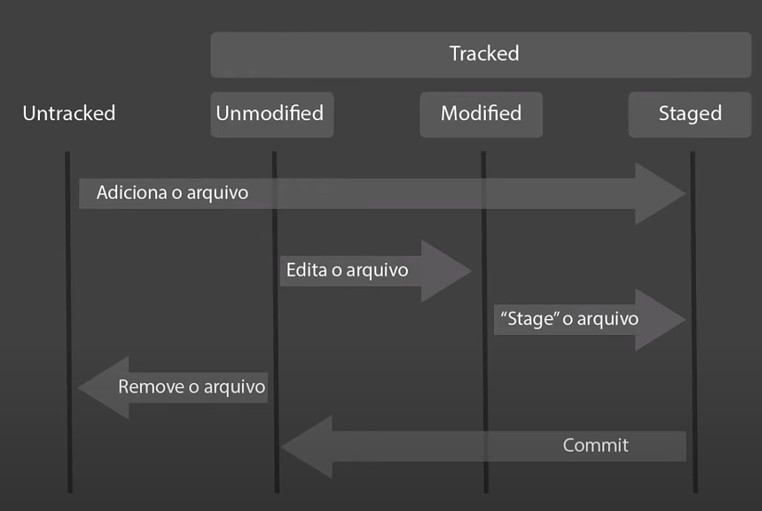 Tracked
Untracked
Unmodified
Modified
Staged
Adiciona o arquivo
Edita o arquivo
“Stage” o arquivo
Remove o arquivo
Commit